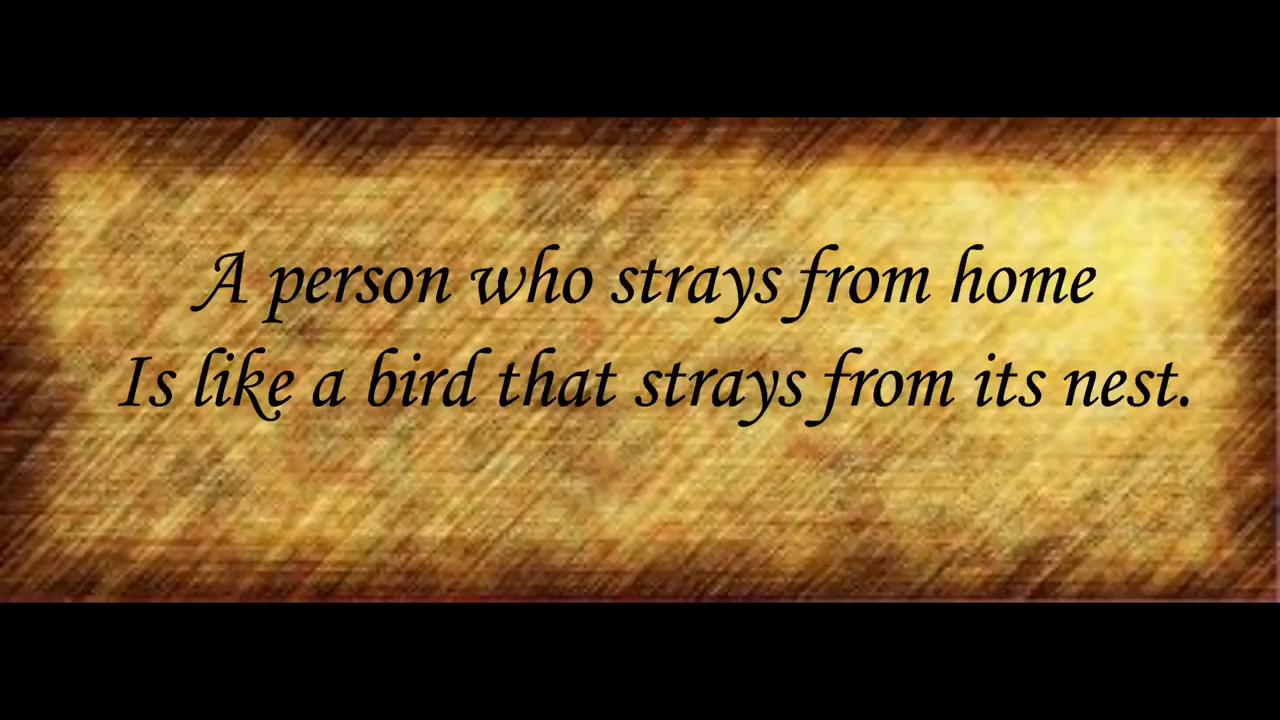 A person who strays from home
Is like a bird that strays from its nest.